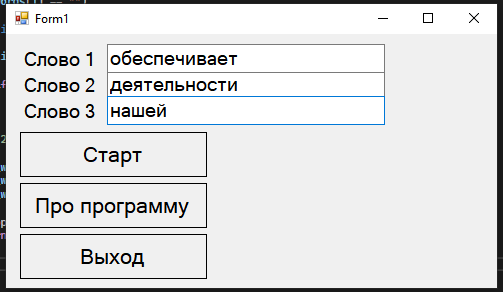 Form1
Слово 1 обеспечивает
Слово 2 деятельности
Слово 3 нашей
Старт
Про программу
Выход